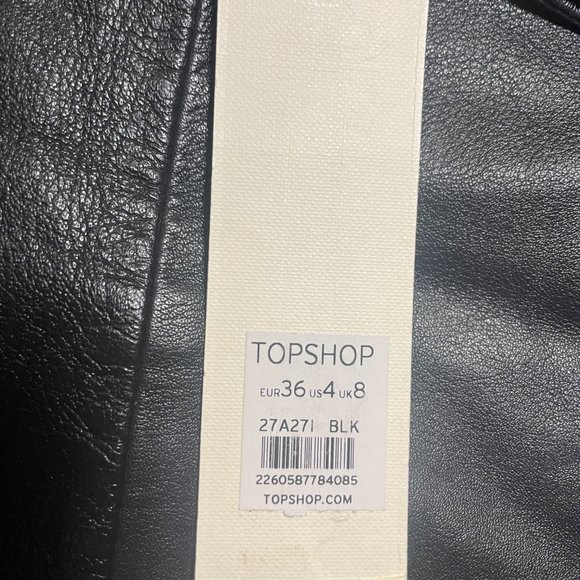 TOPSHOP
EUR36 US4 UK8
27A27I BLK
2260587784085
TOPSHOP.COM